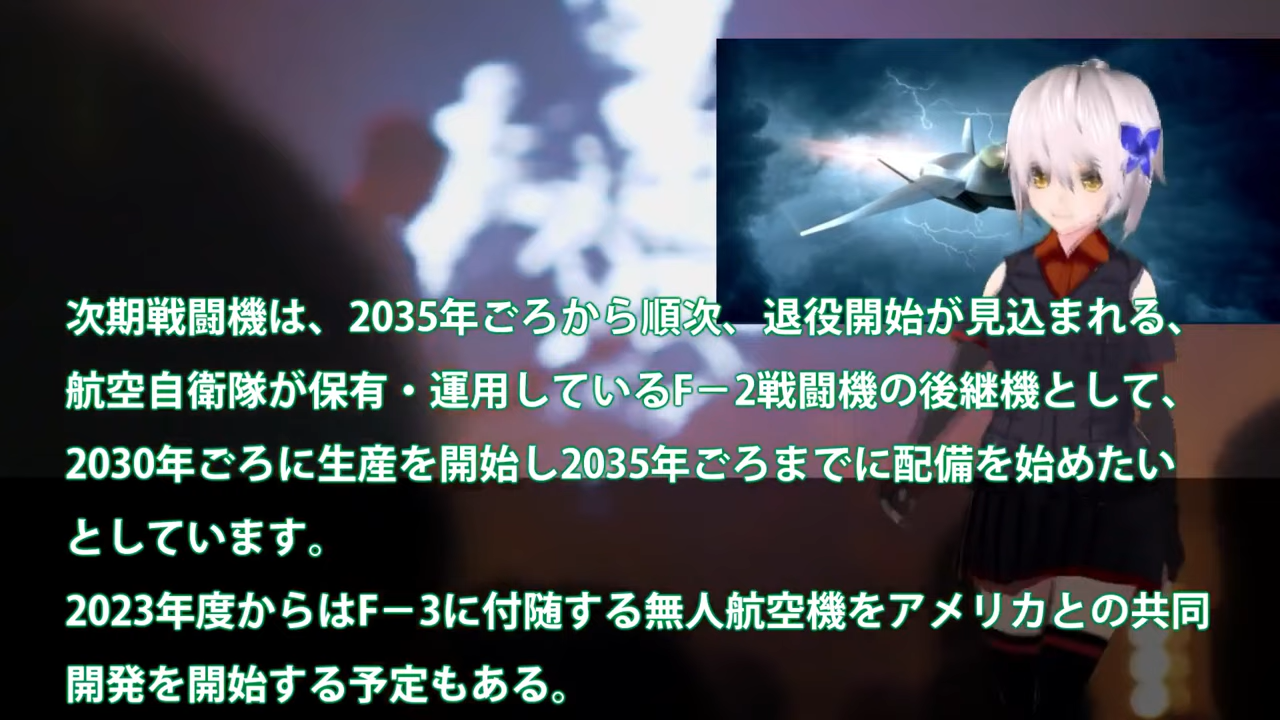 次期戦闘機は、2035年ごろから順次、退役開始が見込まれる、
航空自衛隊が保有・運用しているF－2戦闘機の後継機として、
2030年ごろに生産を開始し2035年ごろまでに配備を始めたい
としています。
2023年度からはF－3に付随する無人航空機をアメリカとの共同
開発を開始する予定もある。